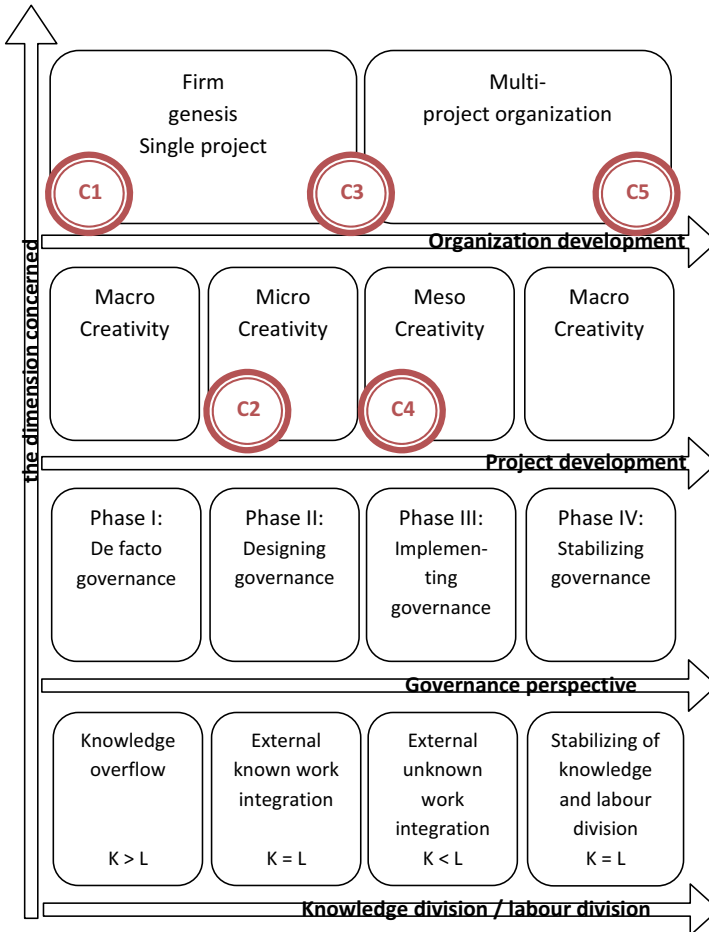 the dimension concerned
Firm
genesis
Single project
Multi-
project organization
C1
C3
C5
Organization development
Macro
Creativity
Micro
Creativity
Meso
Creativity
Macro
Creativity
C2
C4
Project development
Phase I:
De facto
governance
Phase II:
Designing
governance
Phase III:
Implemen-
ting
governance
Phase IV:
Stabilizing
governance
Governance perspective
Knowledge
overflow
K > L
External
known work
integration
K = L
External
unknown
work
integration
K < L
Stabilizing of
knowledge
and labour
division
K = L
Knowledge division / labour division